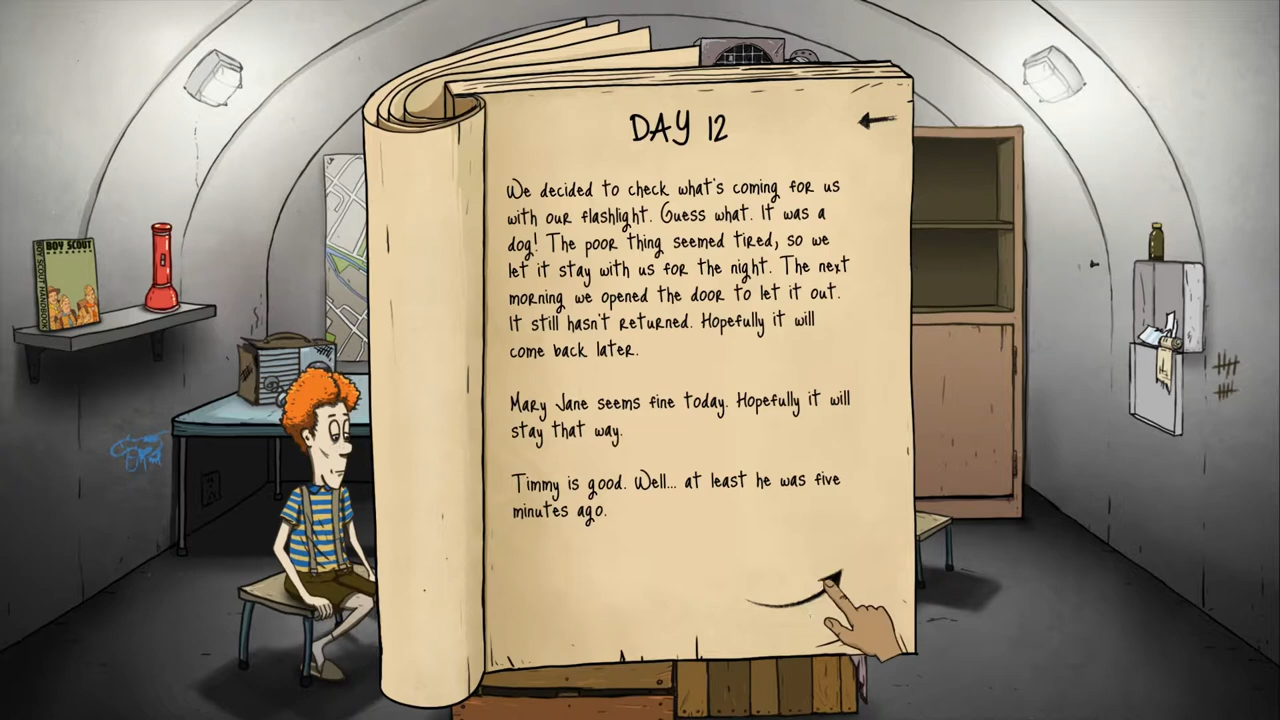 DAY 12
We decided to check what's coming for us
with our flashlight. Guess what. It was a
dog! The poor thing seemed tired, so we
let it stay with us for the night. The next
morning we opened the door to let it out.
It still hasn't returned. Hopefully it will
come back later.
Mary Jane seems fine today. Hopefully it will
stay that way.
Timmy is good. Well... at least he was five
minutes ago.
BOY SCOUT
BOY SCOUT HANDBOOK